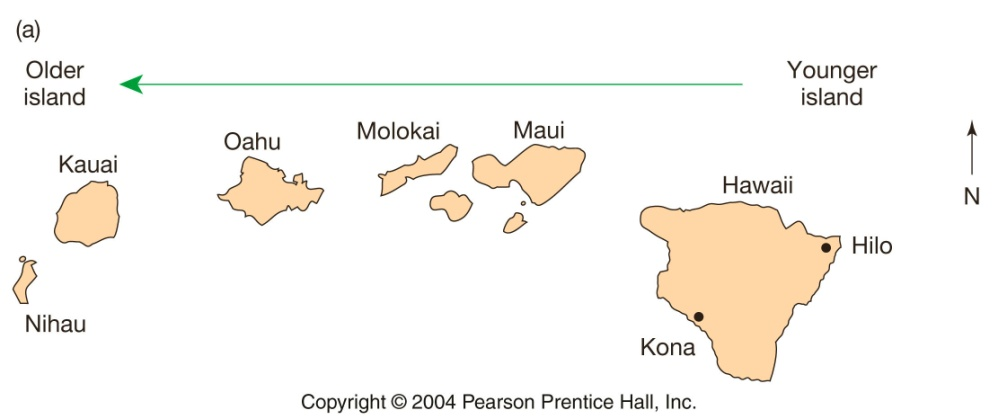 (a)
Older
island
Younger
island
Molokai
Maui
Oahu
Kauai
Hawaii
N
Hilo
Nihau
Kona
Copyright © 2004 Pearson Prentice Hall, Inc.